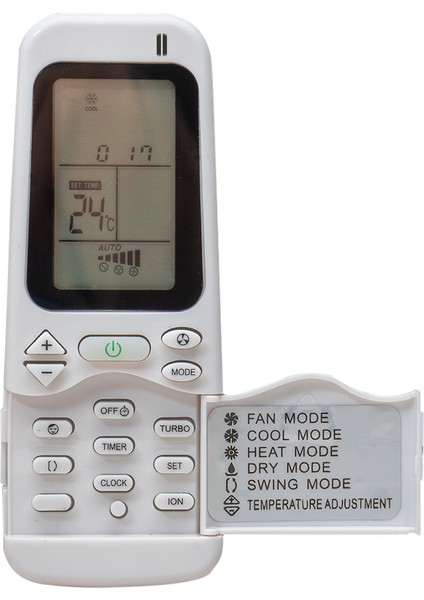 COOL
0 17
SET TEMP.
24°C
AUTO
+
−
MODE
OFF
TURBO
TIMER
SET
CLOCK
ION
FAN MODE
COOL MODE
HEAT MODE
DRY MODE
SWING MODE
TEMPERATURE ADJUSTMENT